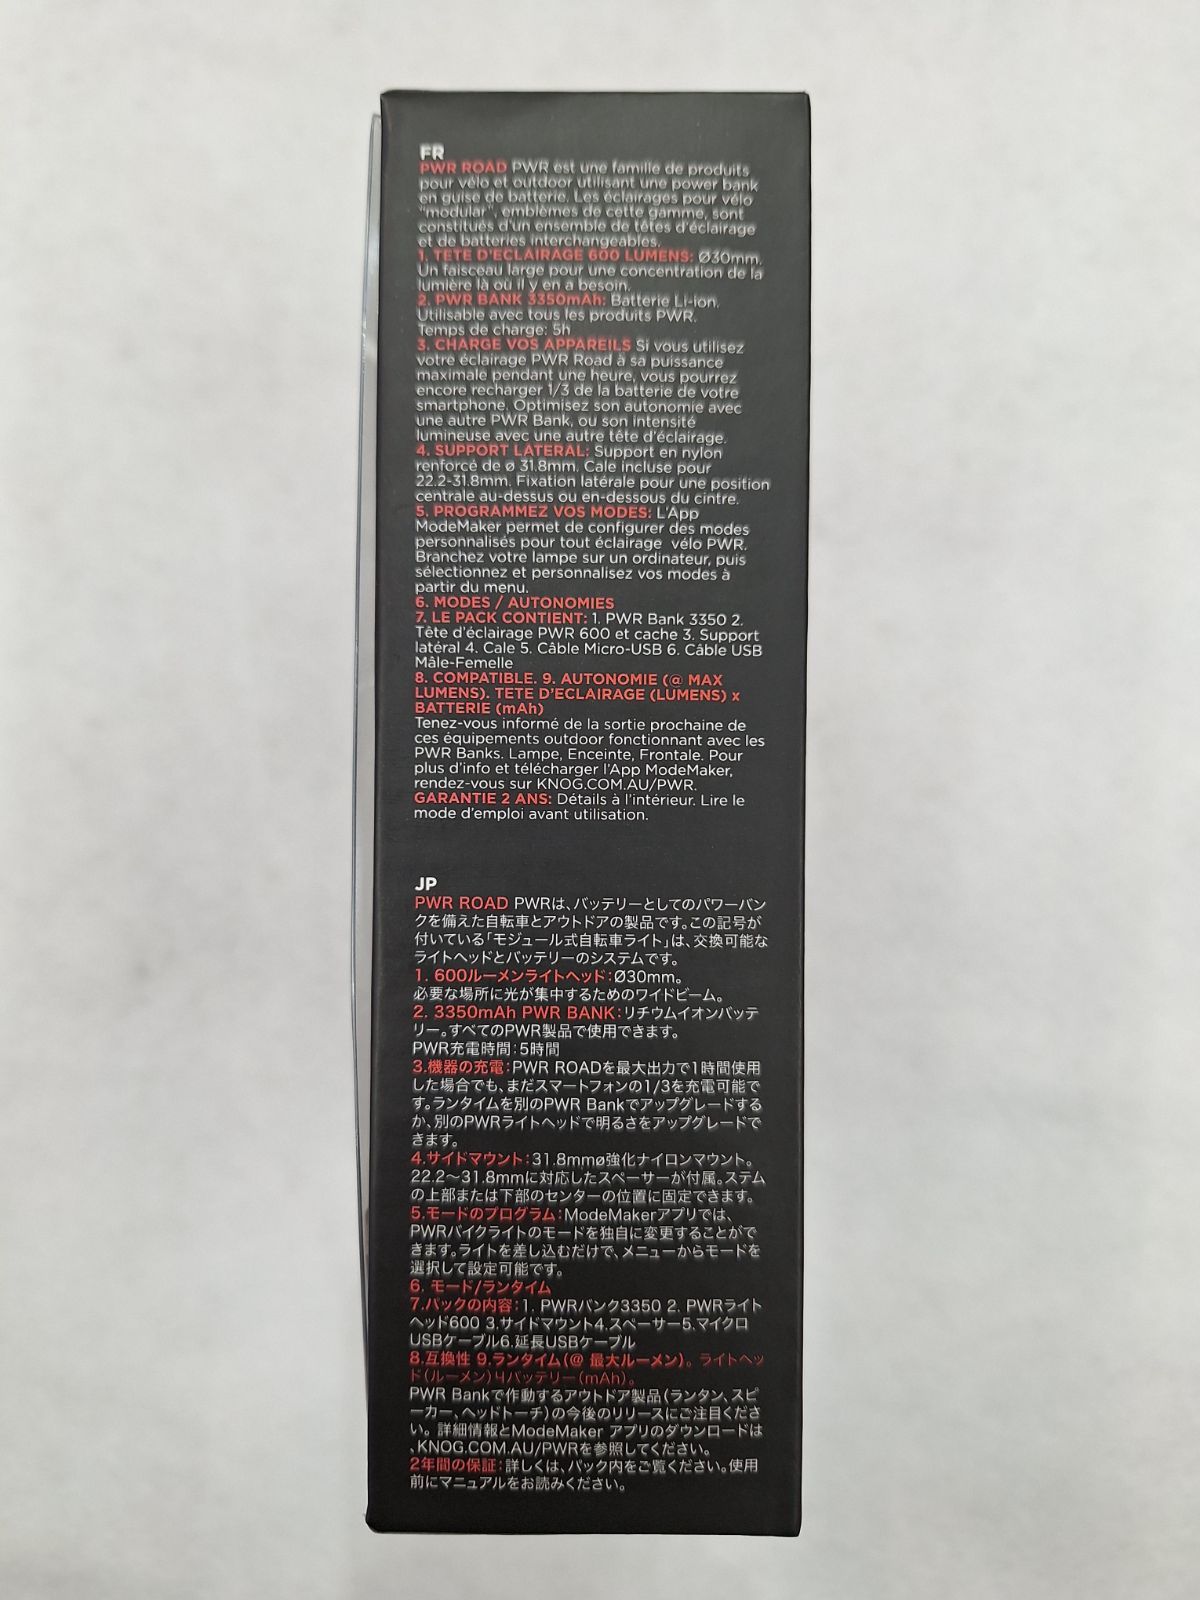 FR
PWR ROAD PWR est une famille de produits
pour vélo et outdoor utilisant une power bank
en guise de batterie. Les éclairages pour vélo
"modular", emblèmes de cette gamme, sont
constitués d'un ensemble de têtes d'éclairage
et de batteries interchangeables.
1. TETE D'ECLAIRAGE 600 LUMENS: Ø30mm.
Un faisceau large pour une concentration de la
lumière là où il y en a besoin.
2. PWR BANK 3350mAh: Batterie Li-ion.
Utilisable avec tous les produits PWR.
Temps de charge: 5h
3. CHARGE VOS APPAREILS Si vous utilisez
votre éclairage PWR Road à sa puissance
maximale pendant une heure, vous pourrez
encore recharger 1/3 de la batterie de votre
smartphone. Optimisez son autonomie avec
une autre PWR Bank, ou son intensité
lumineuse avec une autre tête d'éclairage.
4. SUPPORT LATERAL: Support en nylon
renforcé de ø 31.8mm. Cale incluse pour
22.2-31.8mm. Fixation latérale pour une position
centrale au-dessus ou en-dessous du cintre.
5. PROGRAMMEZ VOS MODES: L'App
ModeMaker permet de configurer des modes
personnalisés pour tout éclairage vélo PWR.
Branchez votre lampe sur un ordinateur, puis
sélectionnez et personnalisez vos modes à
partir du menu.
6. MODES / AUTONOMIES
7. LE PACK CONTIENT: 1. PWR Bank 3350 2.
Tête d'éclairage PWR 600 et cache 3. Support
latéral 4. Cale 5. Câble Micro-USB 6. Câble USB
Mâle-Femelle
8. COMPATIBLE. 9. AUTONOMIE (@ MAX
LUMENS). TETE D'ECLAIRAGE (LUMENS) x
BATTERIE (mAh)
Tenez-vous informé de la sortie prochaine de
ces équipements outdoor fonctionnant avec les
PWR Banks. Lampe, Enceinte, Frontale. Pour
plus d'info et télécharger l'App ModeMaker,
rendez-vous sur KNOG.COM.AU/PWR.
GARANTIE 2 ANS: Détails à l'intérieur. Lire le
mode d'emploi avant utilisation.
JP
PWR ROAD PWRは、バッテリーとしてのパワーバン
クを備えた自転車とアウトドアの製品です。この記号が
付いている「モジュール式自転車ライト」は、交換可能な
ライトヘッドとバッテリーのシステムです。
1. 600ルーメンライトヘッド:Ø30mm。
必要な場所に光が集中するためのワイドビーム。
2. 3350mAh PWR BANK:リチウムイオンバッテ
リー。すべてのPWR製品で使用できます。
PWR充電時間:5時間
3.機器の充電:PWR ROADを最大出力で1時間使用
した場合でも、まだスマートフォンの1/3を充電可能で
す。ランタイムを別のPWR Bankでアップグレードする
か、別のPWRライトヘッドで明るさをアップグレードで
きます。
4.サイドマウント:31.8mmø強化ナイロンマウント。
22.2〜31.8mmに対応したスペーサーが付属。ステム
の上部または下部のセンターの位置に固定できます。
5.モードのプログラム:ModeMakerアプリでは、
PWRバイクライトのモードを独自に変更することがで
きます。ライトを差し込むだけで、メニューからモードを
選択して設定可能です。
6. モード/ランタイム
7.パックの内容:1. PWRバンク3350 2. PWRライト
ヘッド600 3.サイドマウント4.スペーサー5.マイクロ
USBケーブル6.延長USBケーブル
8.互換性 9.ランタイム(@ 最大ルーメン)。ライトヘッ
ド(ルーメン)4バッテリー(mAh)。
PWR Bankで作動するアウトドア製品(ランタン、スピ
ーカー、ヘッドトーチ)の今後のリリースにご注目くださ
い。詳細情報とModeMaker アプリのダウンロードは
、KNOG.COM.AU/PWRを参照してください。
2年間の保証:詳しくは、パック内をご覧ください。使用
前にマニュアルをお読みください。